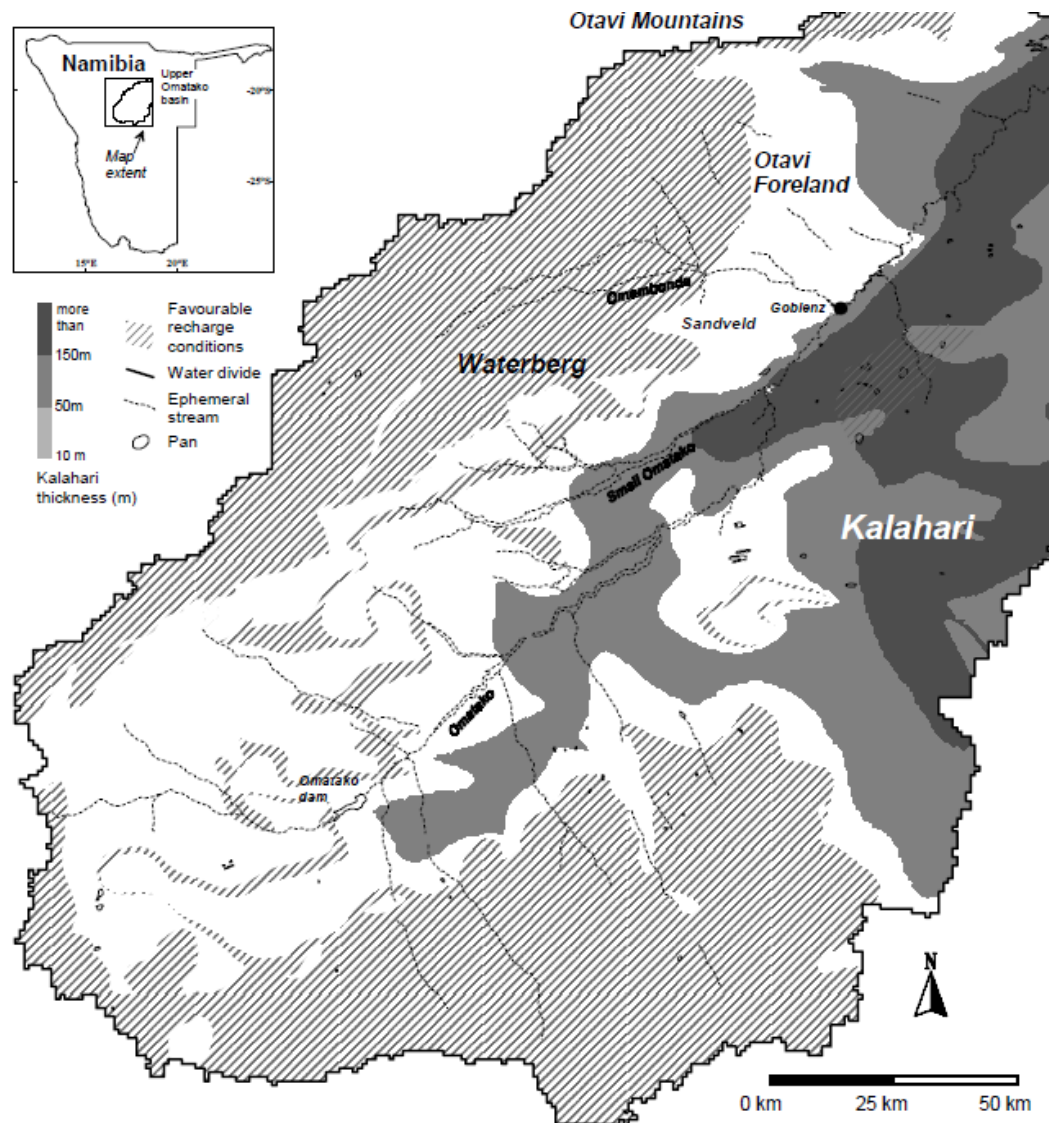 Otavi Mountains
Namibia
Upper
Omatako
basin
-20°S
Map
extent
-25°S
15°E
20°E
Otavi
Foreland
more
than
150m
50m
10 m
Kalahari
thickness (m)
Favourable
recharge
conditions
Water divide
Ephemeral
stream
Pan
Omambonde
Goblenz
Sandveld
Waterberg
Small Omatako
Kalahari
Omatako
Omatako
dam
N
0 km
25 km
50 km